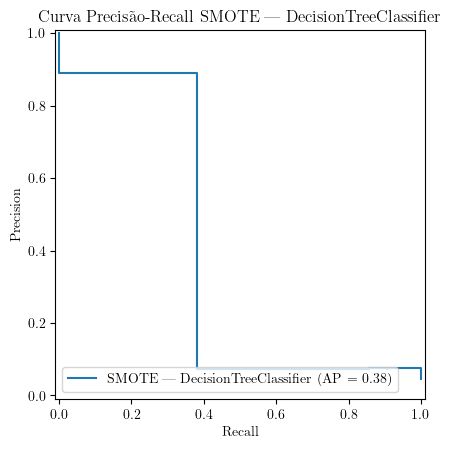 Curva Precisão-Recall SMOTE — DecisionTreeClassifier
1.0
0.8
0.6
0.4
0.2
0.0
Precision
SMOTE — DecisionTreeClassifier (AP = 0.38)
0.0 0.2 0.4 0.6 0.8 1.0
Recall